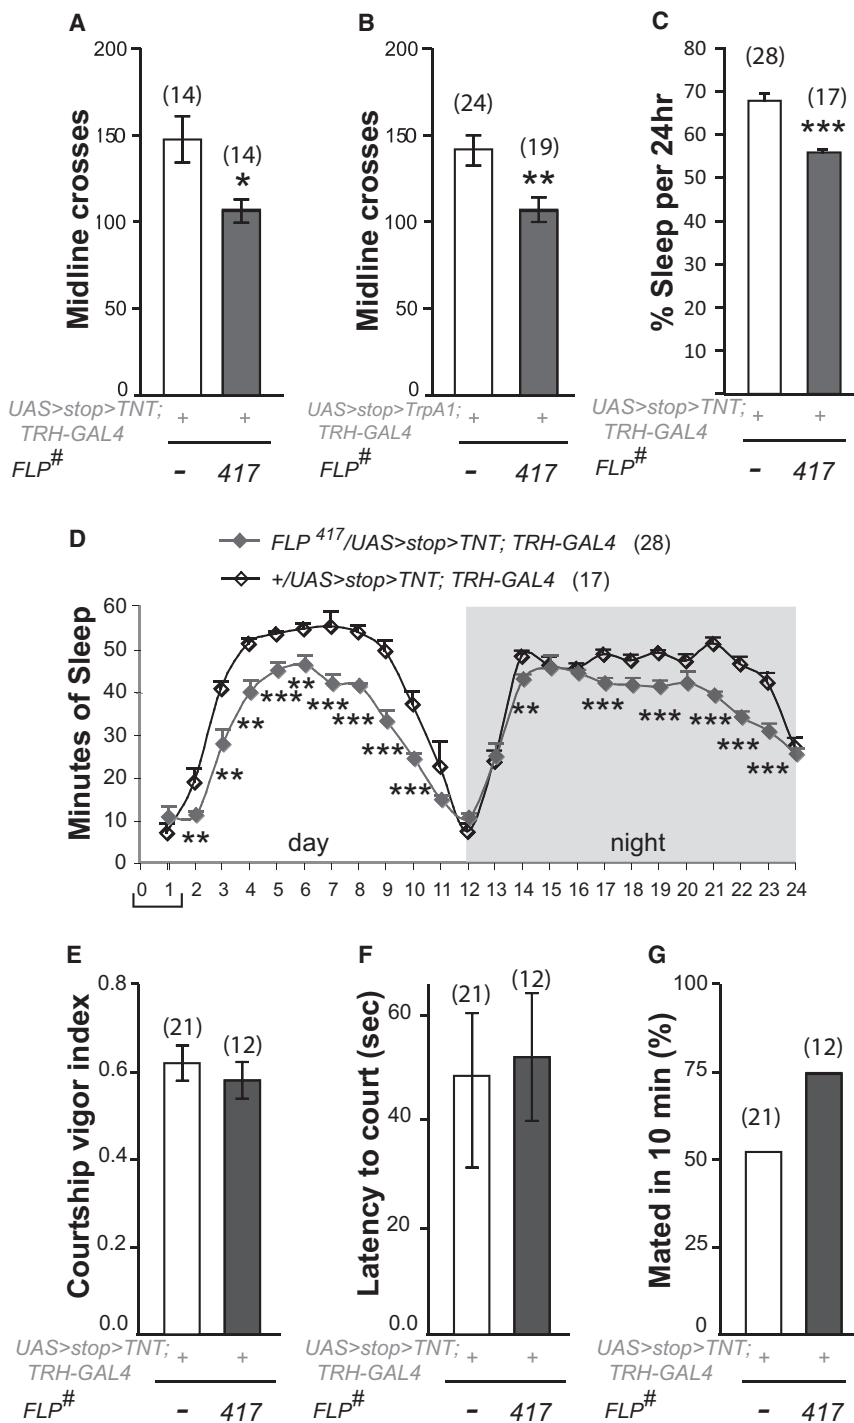 A
200
150
100
50
0
Midline crosses
(14)
(14)
*
UAS>stop>TNT;
TRH-GAL4
+ +
FLP#
- 417
B
200
150
100
50
0
Midline crosses
(24)
(19)
**
UAS>stop>TrpA1;
TRH-GAL4
+ +
FLP#
- 417
C
80
70
60
50
40
30
20
10
% Sleep per 24hr
(28)
(17)
***
UAS>stop>TNT;
TRH-GAL4
+ +
FLP#
- 417
D
FLP 417/UAS>stop>TNT; TRH-GAL4 (28)
+/UAS>stop>TNT; TRH-GAL4 (17)
Minutes of Sleep
60
50
40
30
20
10
0
** ** ** *** ** *** *** *** ***
** *** *** *** *** ***
day night
0 1 2 3 4 5 6 7 8 9 10 11 12 13 14 15 16 17 18 19 20 21 22 23 24
E
0.8
0.6
0.4
0.2
0.0
Courtship vigor index
(21)
(12)
UAS>stop>TNT;
TRH-GAL4
+ +
FLP#
- 417
F
60
40
20
0.0
Latency to court (sec)
(21)
(12)
UAS>stop>TNT;
TRH-GAL4
+ +
FLP#
- 417
G
100
75
50
25
0
Mated in 10 min (%)
(21)
(12)
UAS>stop>TNT;
TRH-GAL4
+ +
FLP#
- 417